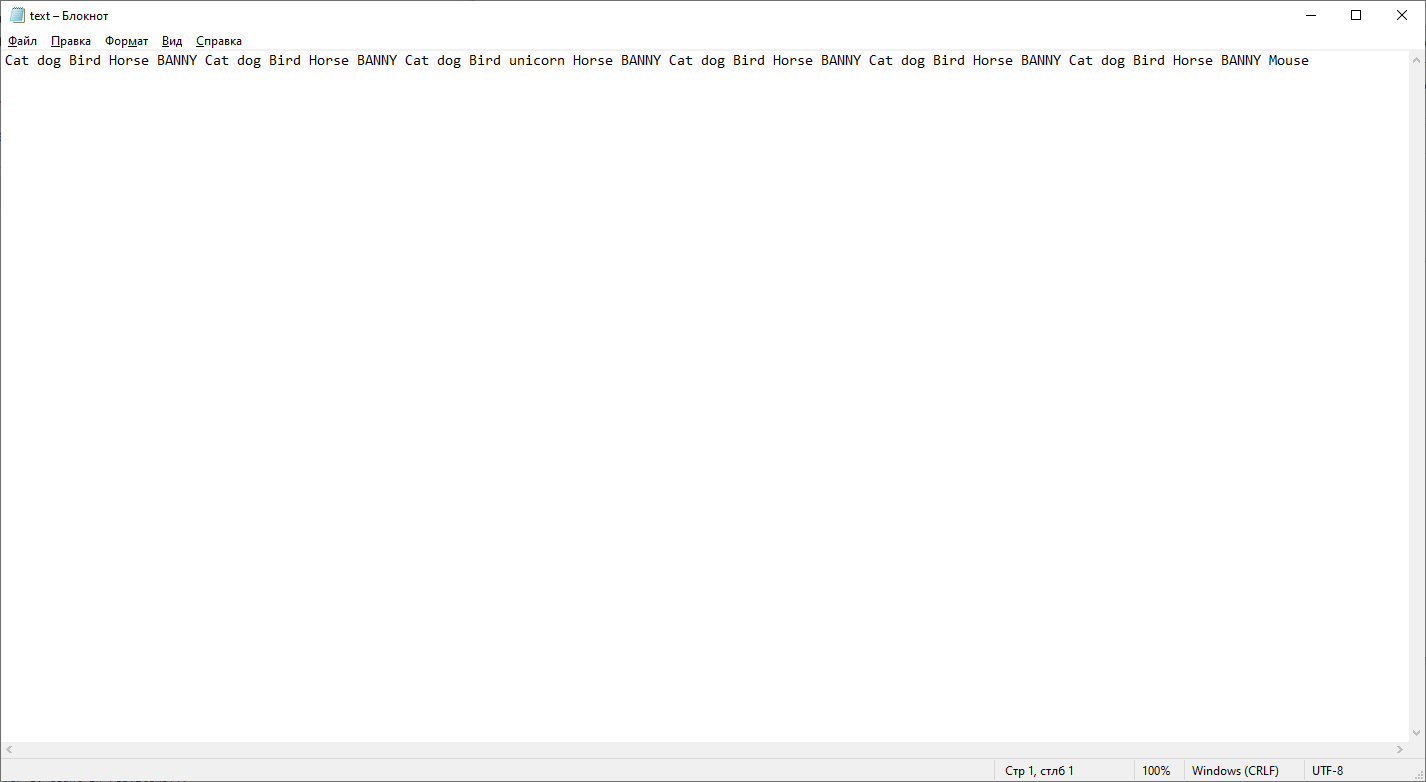 text – Блокнот
Файл Правка Формат Вид Справка
Cat dog Bird Horse BANNY Cat dog Bird Horse BANNY Cat dog Bird unicorn Horse BANNY Cat dog Bird Horse BANNY Cat dog Bird Horse BANNY Cat dog Bird Horse BANNY Mouse
Стр 1, стлб 1 100% Windows (CRLF) UTF-8